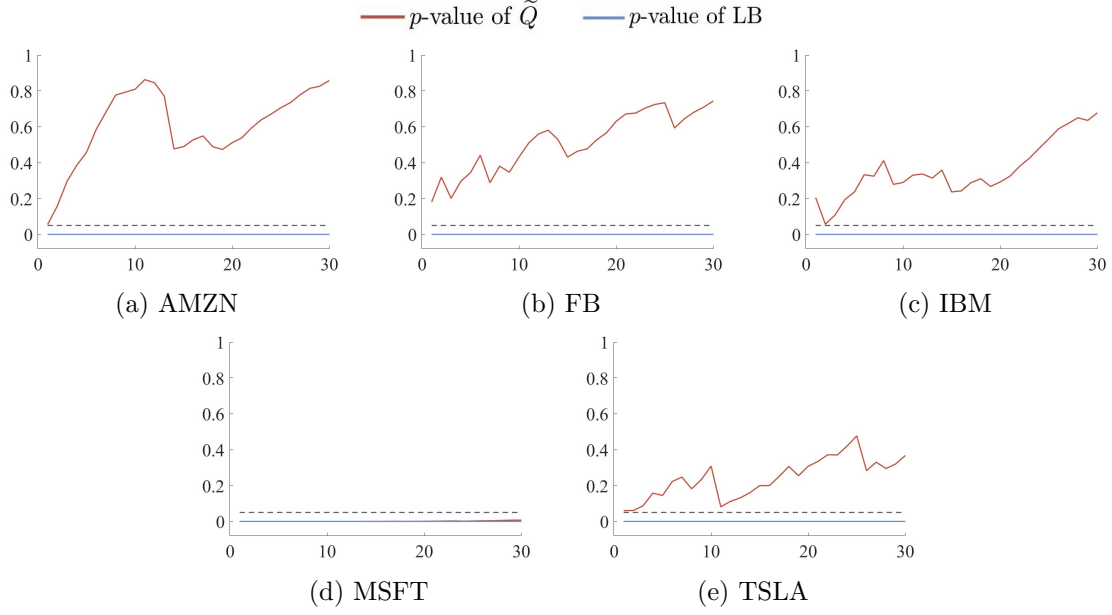 p-value of Q̃ p-value of LB
1 1 1
0.8 0.8 0.8
0.6 0.6 0.6
0.4 0.4 0.4
0.2 0.2 0.2
0 0 0
0 10 20 30 0 10 20 30 0 10 20 30
(a) AMZN (b) FB (c) IBM
1 1
0.8 0.8
0.6 0.6
0.4 0.4
0.2 0.2
0 0
0 10 20 30 0 10 20 30
(d) MSFT (e) TSLA